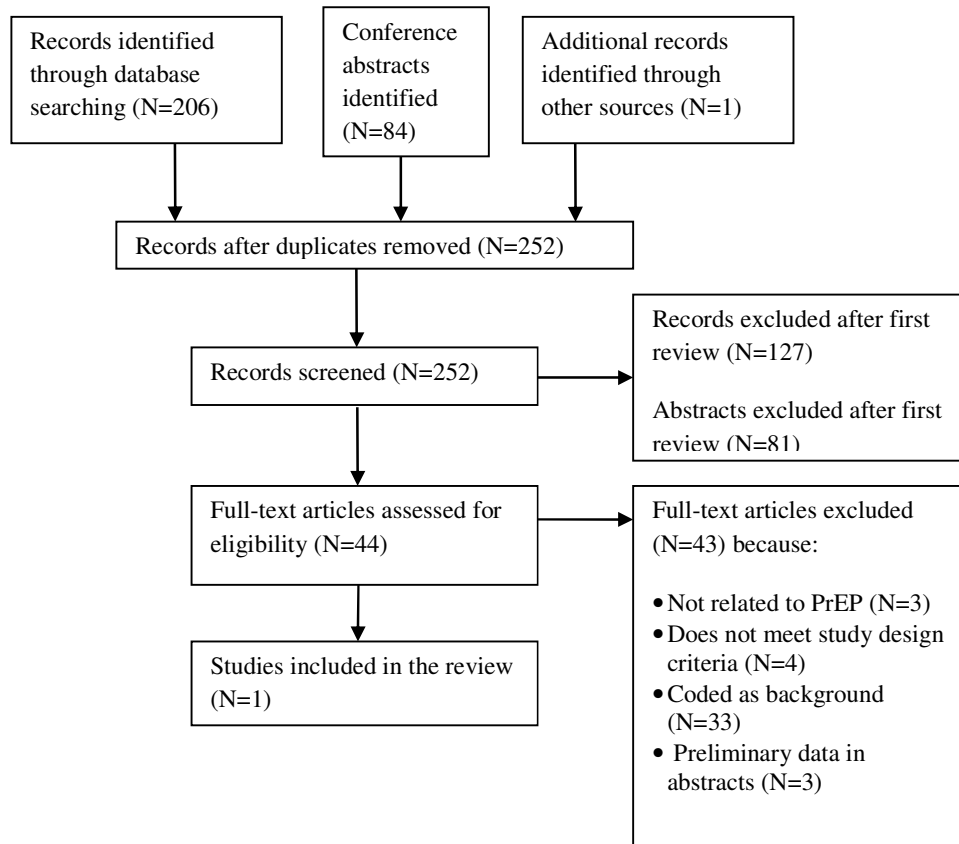 Records identified
through database
searching (N=206)
Conference
abstracts
identified
(N=84)
Additional records
identified through
other sources (N=1)
Records after duplicates removed (N=252)
Records screened (N=252)
Records excluded after first
review (N=127)
Abstracts excluded after first
review (N=81)
Full-text articles assessed for
eligibility (N=44)
Full-text articles excluded
(N=43) because:
• Not related to PrEP (N=3)
• Does not meet study design
criteria (N=4)
• Coded as background
(N=33)
• Preliminary data in
abstracts (N=3)
Studies included in the review
(N=1)